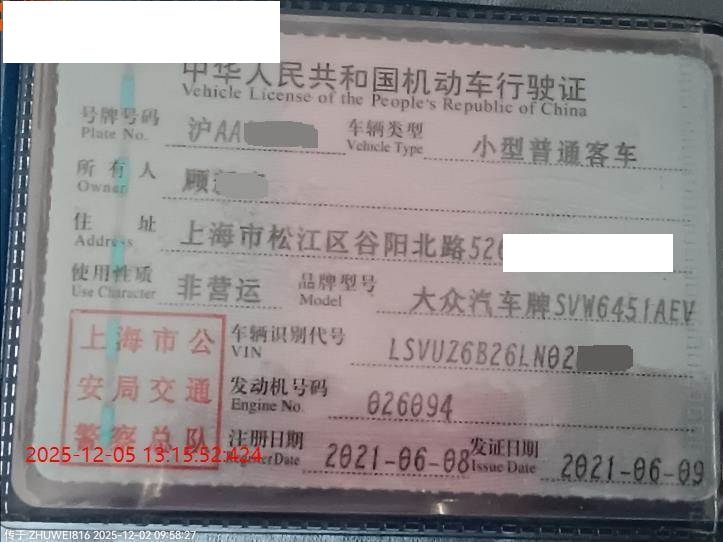 中华人民共和国机动车行驶证
Vehicle License of the People's Republic of China
号牌号码 沪AA 车辆类型 小型普通客车
Plate No. Vehicle Type
所有人 顾
Owner
住址 上海市松江区谷阳北路526
Address
使用性质 非营运 品牌型号 大众汽车牌SVW6451AEV
Use Character Model
上海市公安局交通警察总队
车辆识别代号 LSVUZ6B26LN02
VIN
发动机号码 026094
Engine No.
注册日期 2021-06-08 发证日期 2021-06-09
Register Date Issue Date
2025-12-05 13:15:52:424
传于 ZHUWEI816 2025-12-02 09:58:27